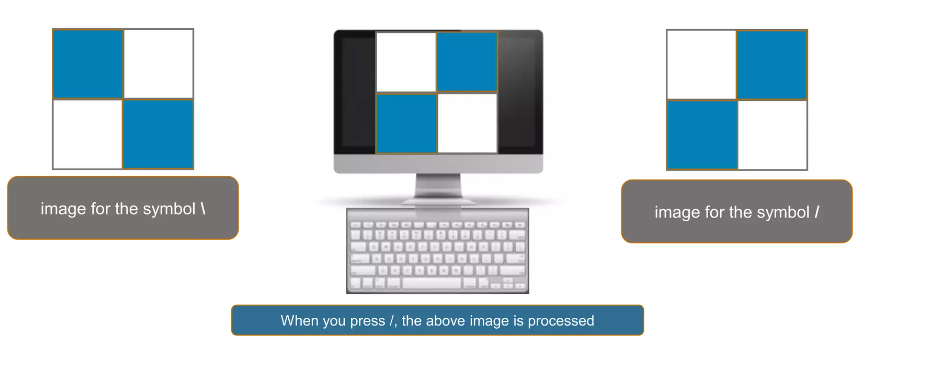 image for the symbol \
image for the symbol /
When you press /, the above image is processed